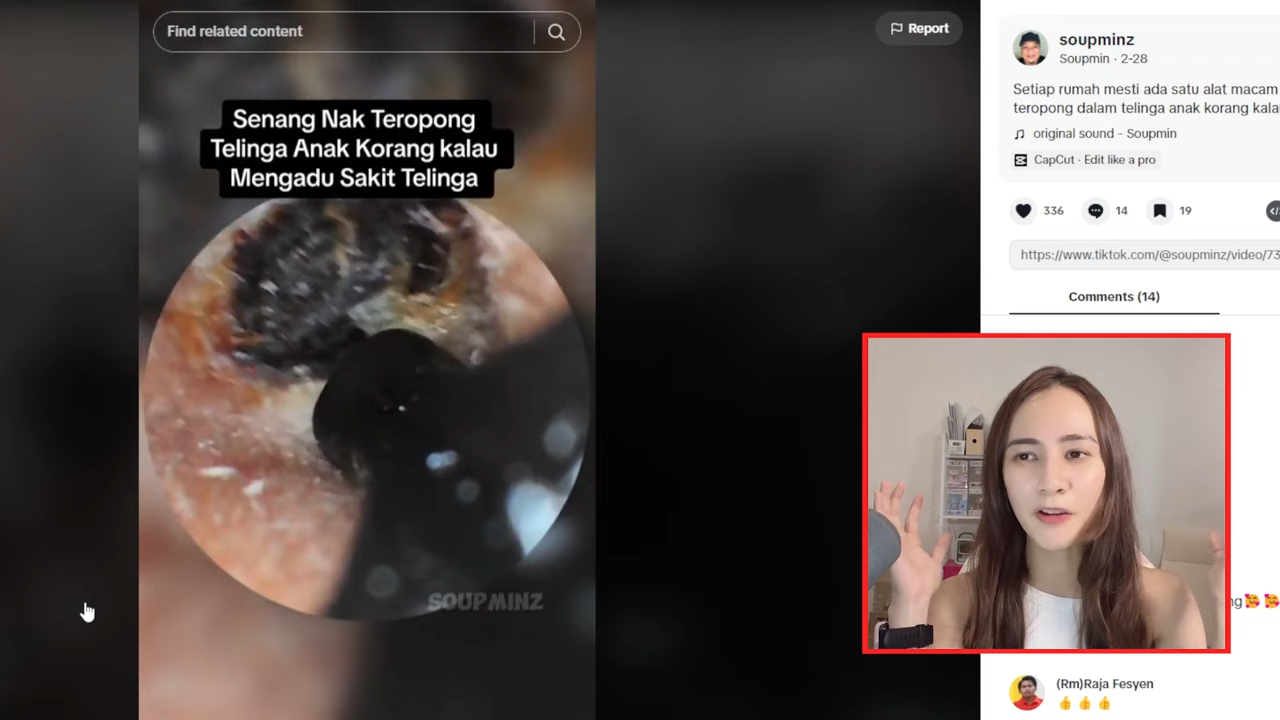 Find related content
Report
Senang Nak Teropong
Telinga Anak Korang kalau
Mengadu Sakit Telinga
SOUPMINZ
soupminz
Soupmin · 2-28
Setiap rumah mesti ada satu alat macam
teropong dalam telinga anak korang
original sound - Soupmin
CapCut · Edit like a pro
336
14
19
https://www.tiktok.com/@soupminz/video/73
Comments (14)
(Rm)Raja Fesyen
👍 👍 👍